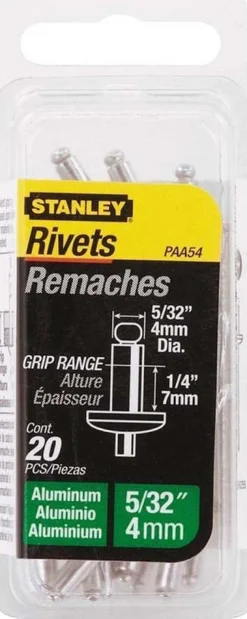 STANLEY
Rivets
PAA54
Remaches
5/32"
4mm
Dia.
GRIP RANGE
Alture
Épaisseur
1/4"
7mm
Cont.
20
PCS/Piezas
Aluminum
Aluminio
Aluminium
5/32"
4mm